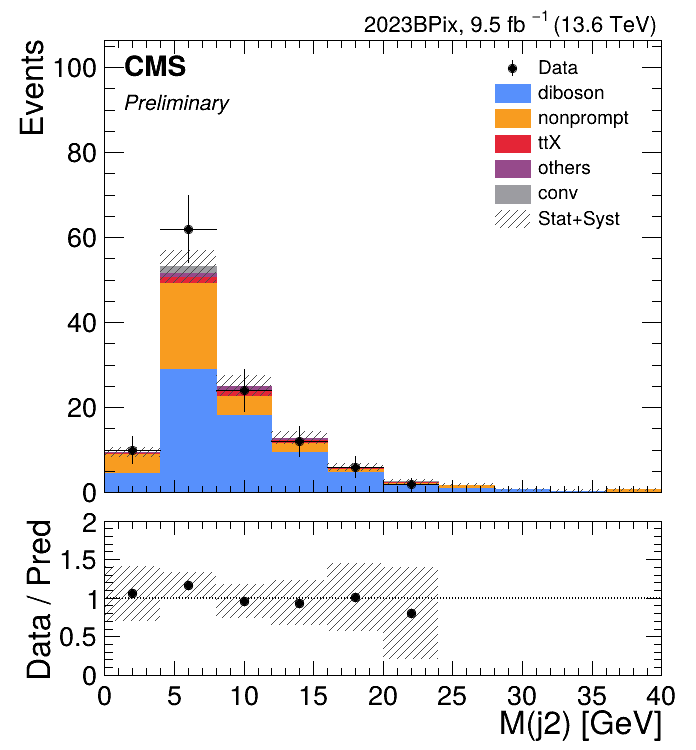 2023BPix, 9.5 fb⁻¹ (13.6 TeV)
Events
100
80
60
40
20
0
CMS
Preliminary
Data
diboson
nonprompt
ttX
others
conv
Stat+Syst
Data / Pred
2
1.5
1
0.5
0
0 5 10 15 20 25 30 35 40
M(j2) [GeV]